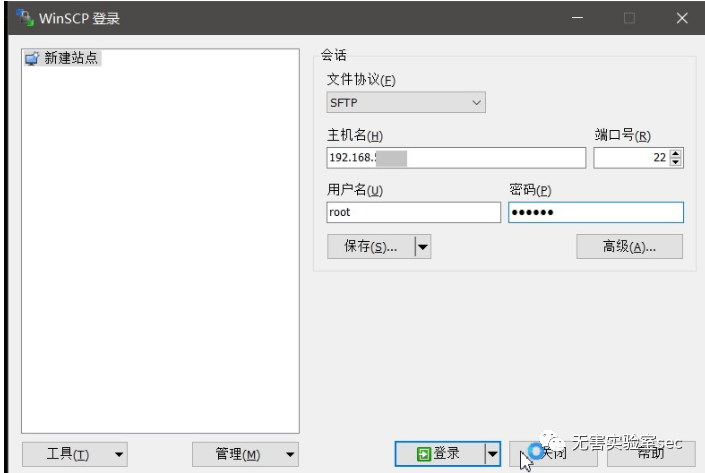 WinSCP 登录
新建站点
会话
文件协议(F)
SFTP
主机名(H)
端口号(R)
192.168.
22
用户名(U)
密码(P)
root
保存(S)...
高级(A)...
工具(T)
管理(M)
登录
关闭
帮助
无害实验室sec